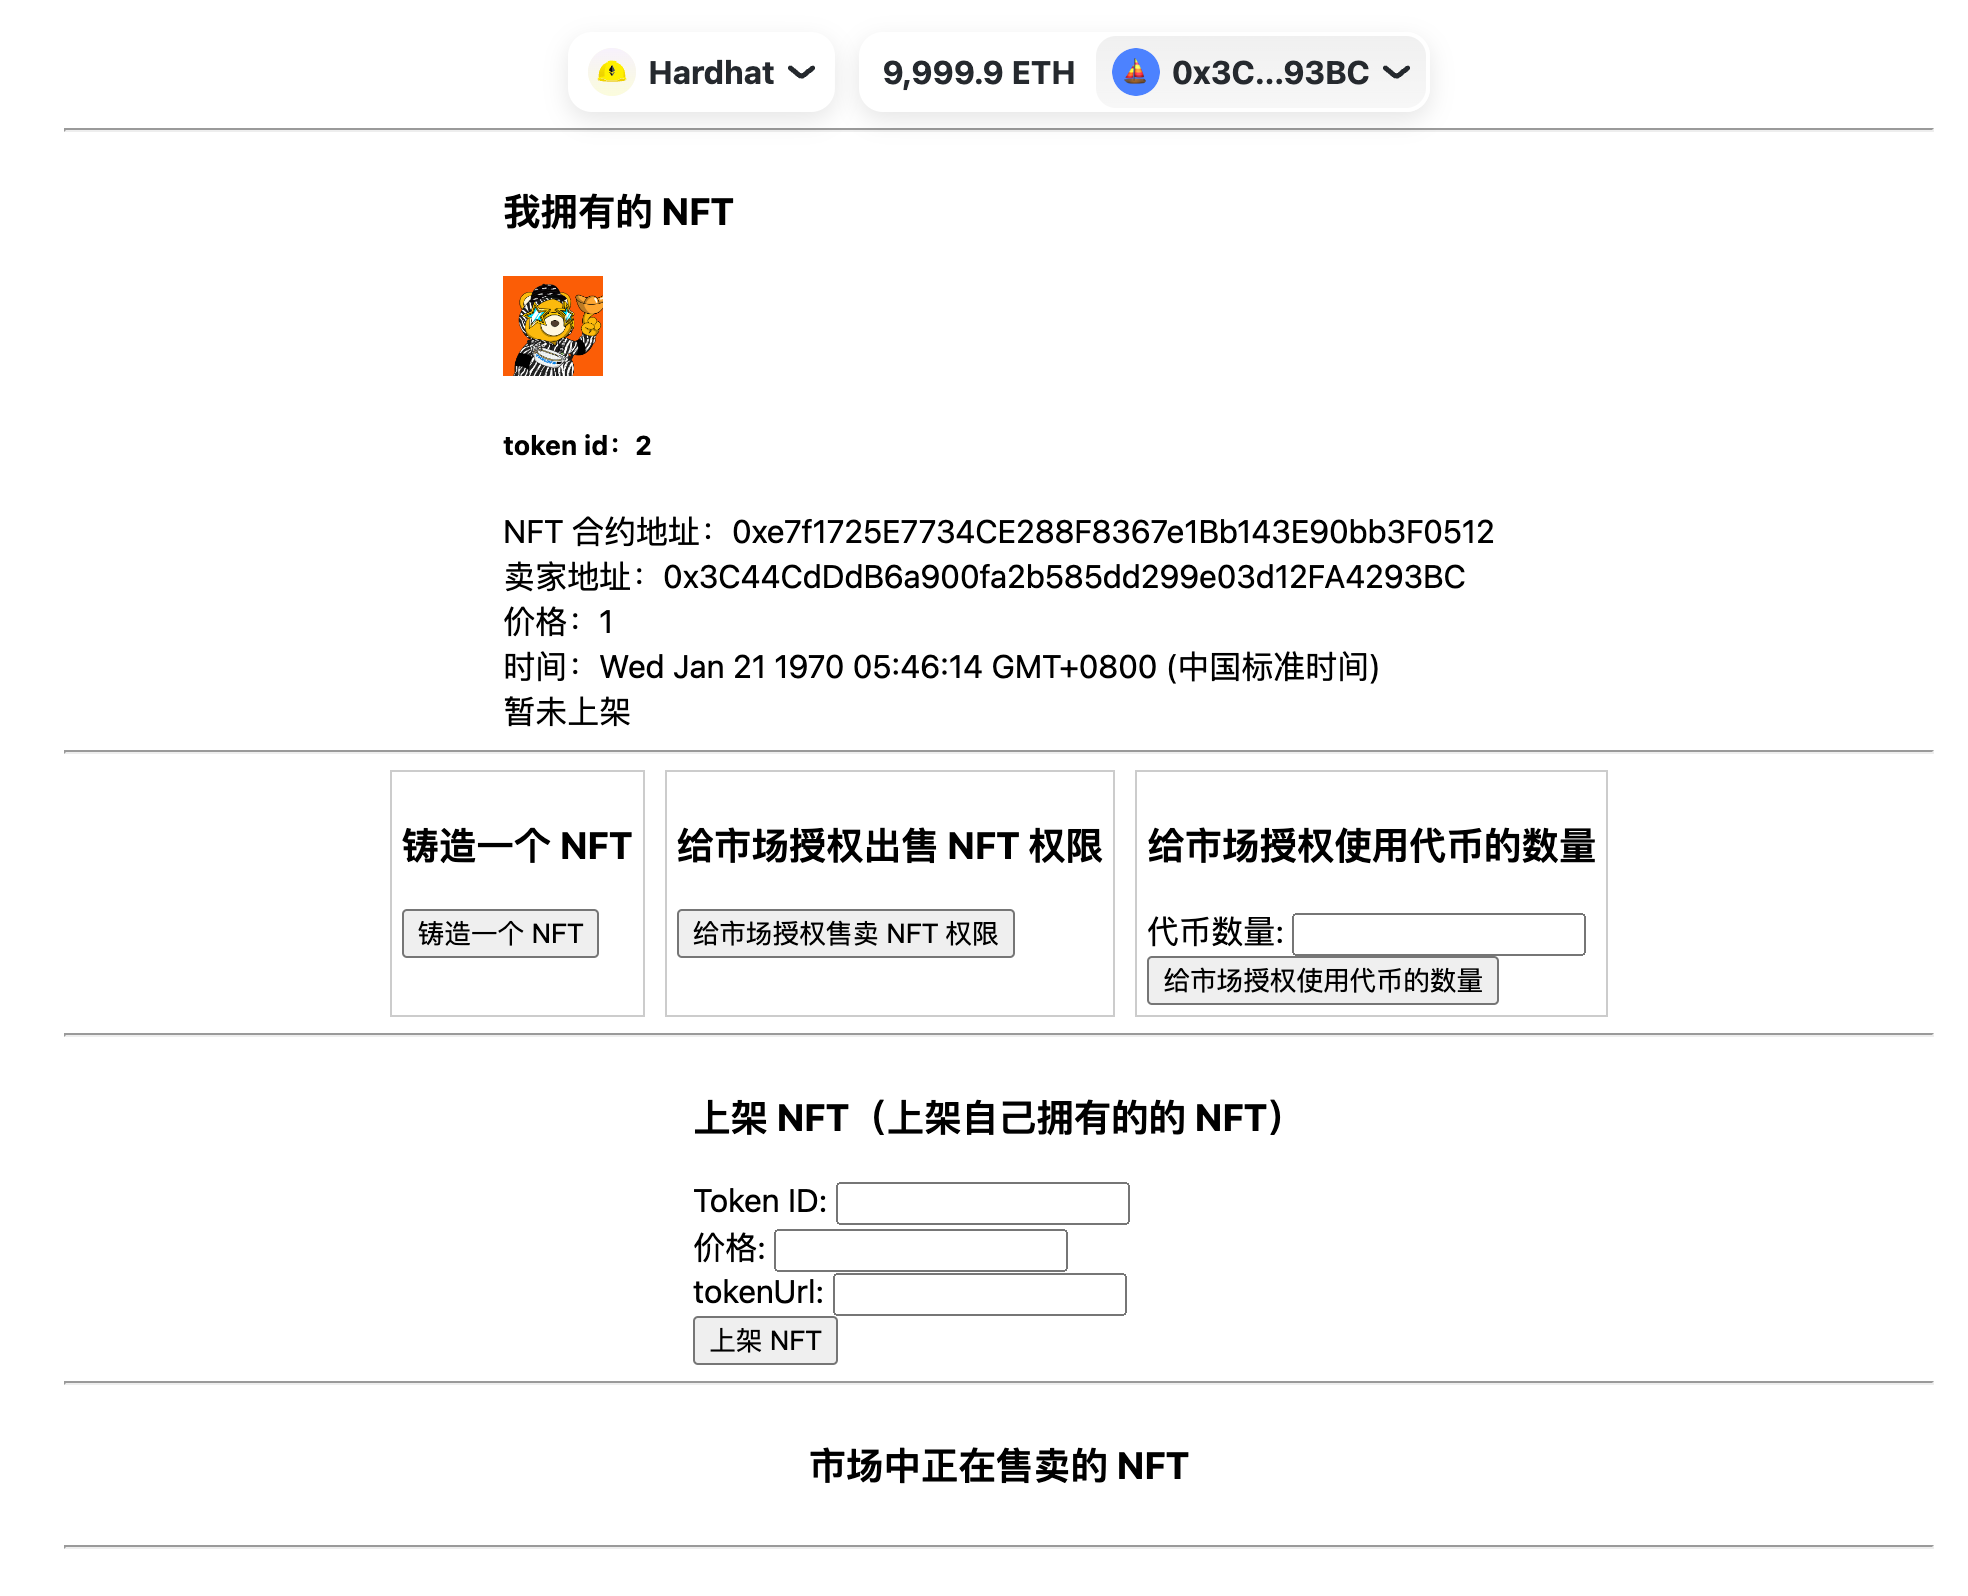 Hardhat
9,999.9 ETH
0x3C...93BC
我拥有的 NFT
token id：2
NFT 合约地址：0xe7f1725E7734CE288F8367e1Bb143E90bb3F0512
卖家地址：0x3C44CdDdB6a900fa2b585dd299e03d12FA4293BC
价格：1
时间：Wed Jan 21 1970 05:46:14 GMT+0800 (中国标准时间)
暂未上架
铸造一个 NFT
铸造一个 NFT
给市场授权出售 NFT 权限
给市场授权售卖 NFT 权限
给市场授权使用代币的数量
代币数量:
给市场授权使用代币的数量
上架 NFT（上架自己拥有的的 NFT）
Token ID:
价格:
tokenUrl:
上架 NFT
市场中正在售卖的 NFT